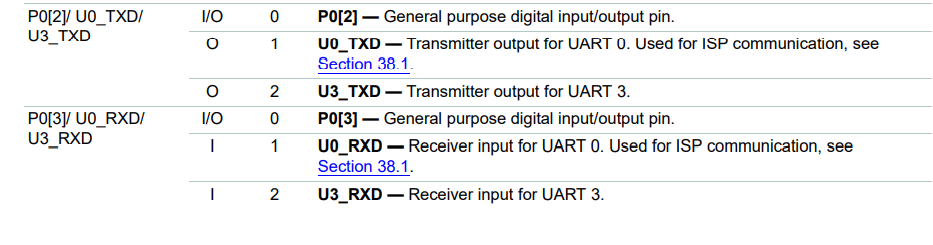 P0[2]/ U0_TXD/ I/O 0 P0[2] — General purpose digital input/output pin.
U3_TXD O 1 U0_TXD — Transmitter output for UART 0. Used for ISP communication, see
Section 38.1.
O 2 U3_TXD — Transmitter output for UART 3.
P0[3]/ U0_RXD/ I/O 0 P0[3] — General purpose digital input/output pin.
U3_RXD I 1 U0_RXD — Receiver input for UART 0. Used for ISP communication, see
Section 38.1.
I 2 U3_RXD — Receiver input for UART 3.